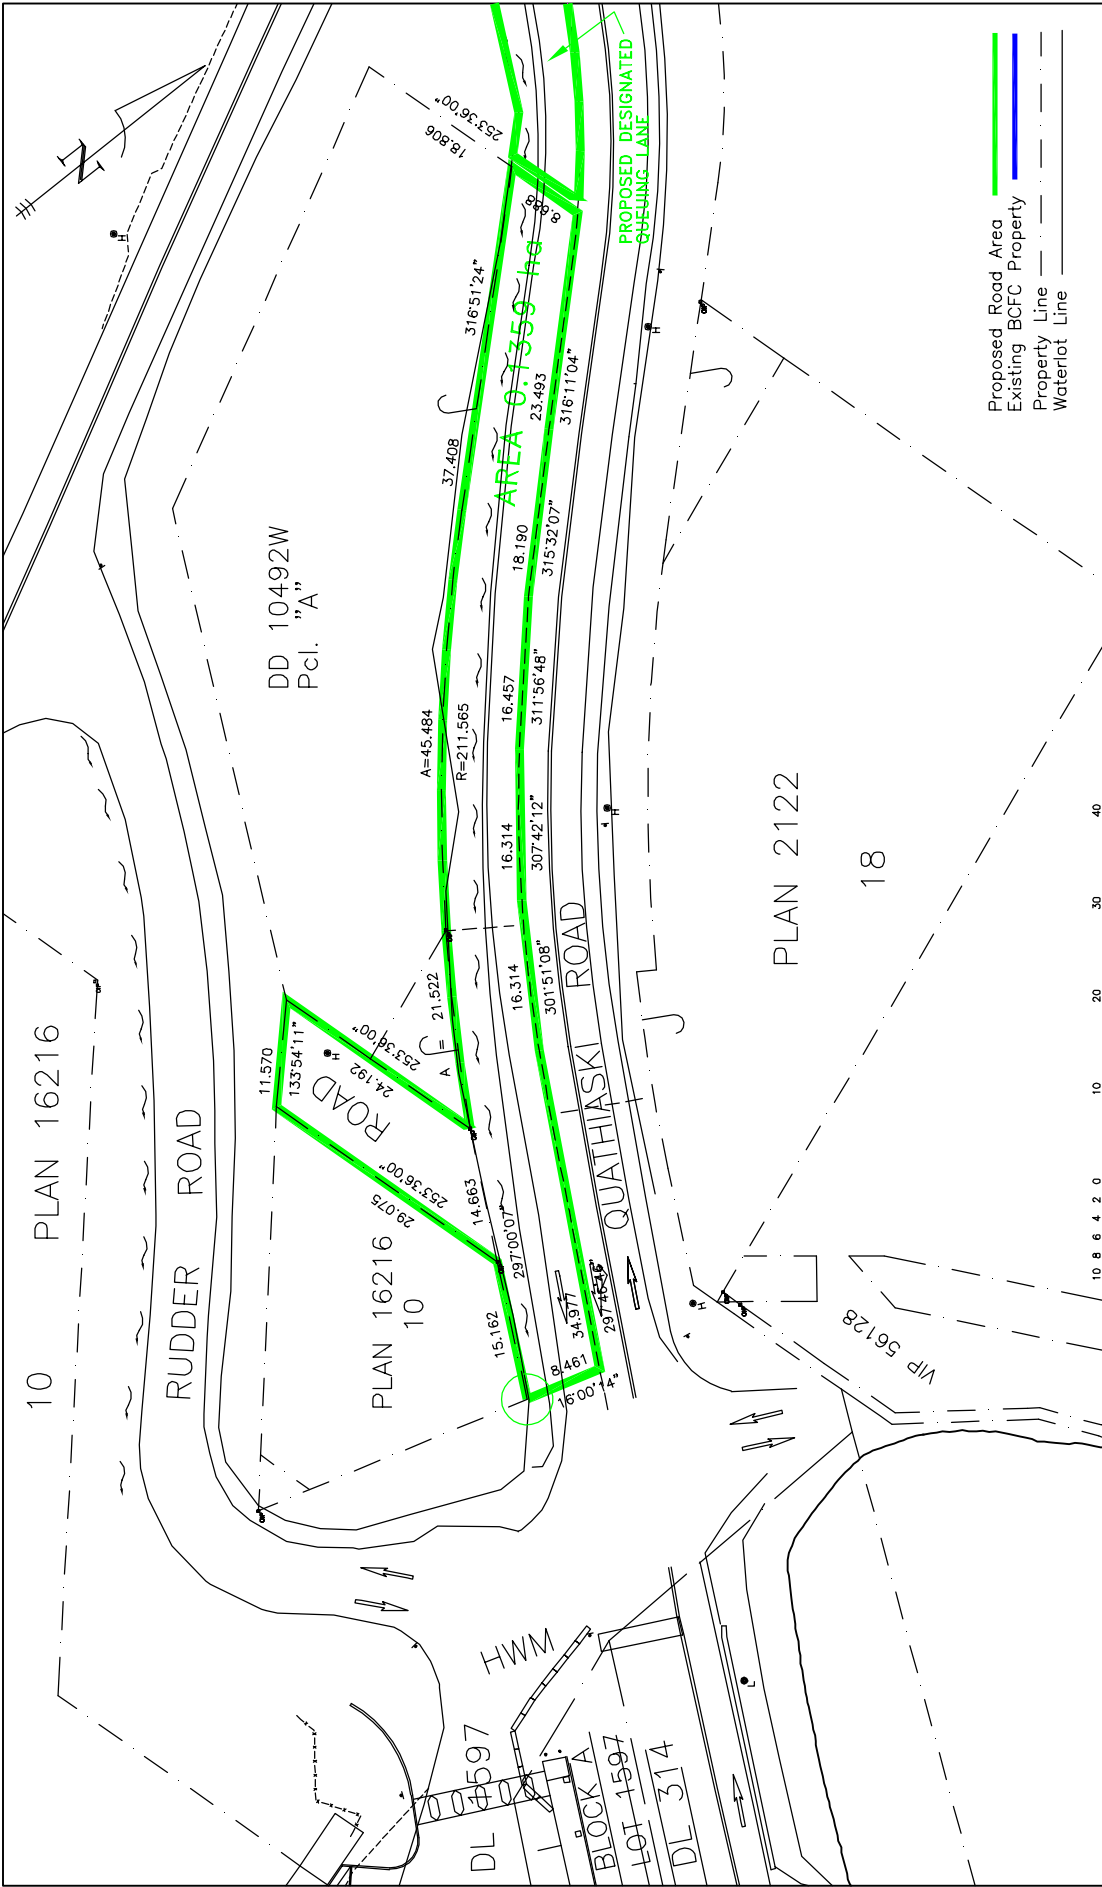 N
H
253°36'00"
18.806
PROPOSED DESIGNATED
QUEUING LANE
8.688
316°51'24"
AREA 0.1359 ha
37.408
23.493
316°11'04"
18.190
315°32'07"
DD 10492W
Pcl. "A"
A=45.484
R=211.565
16.457
311°56'48"
16.314
307°42'12"
16.314
301°51'08"
H
H
A = 21.522
QUATHIASKI ROAD
PLAN 2122
18
10 PLAN 16216
RUDDER ROAD
11.570
133°54'11"
H
ROAD
24.192
253°36'00"
29.075
253°36'00"
14.663
297°00'07"
PLAN 16216
10
15.162
34.977
297°46'46"
8.461
16°00'14"
H
VIP 56128
HWM
DL 1597
BLOCK A
LOT 1597
DL 314
L
Proposed Road Area
Existing BCFC Property
Property Line
Waterlot Line
10 8 6 4 2 0 10 20 30 40